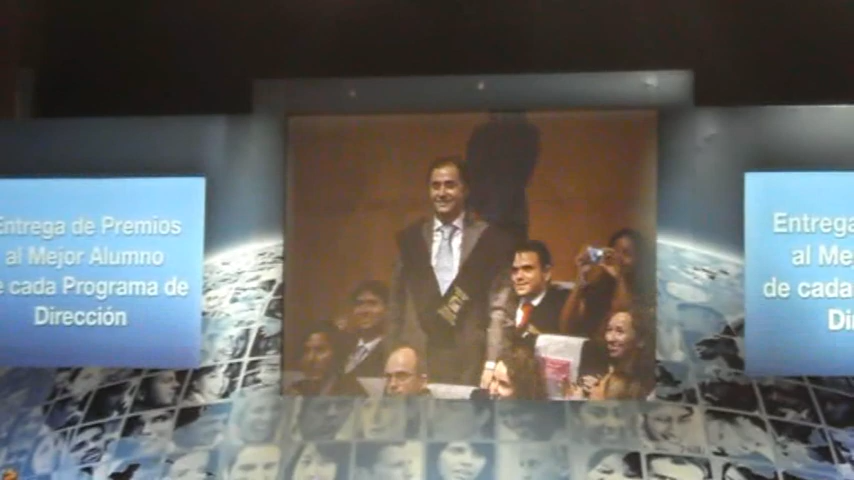 Entrega de Premios
al Mejor Alumno
de cada Programa de
Dirección
Entrega
al Me
de cada
Di